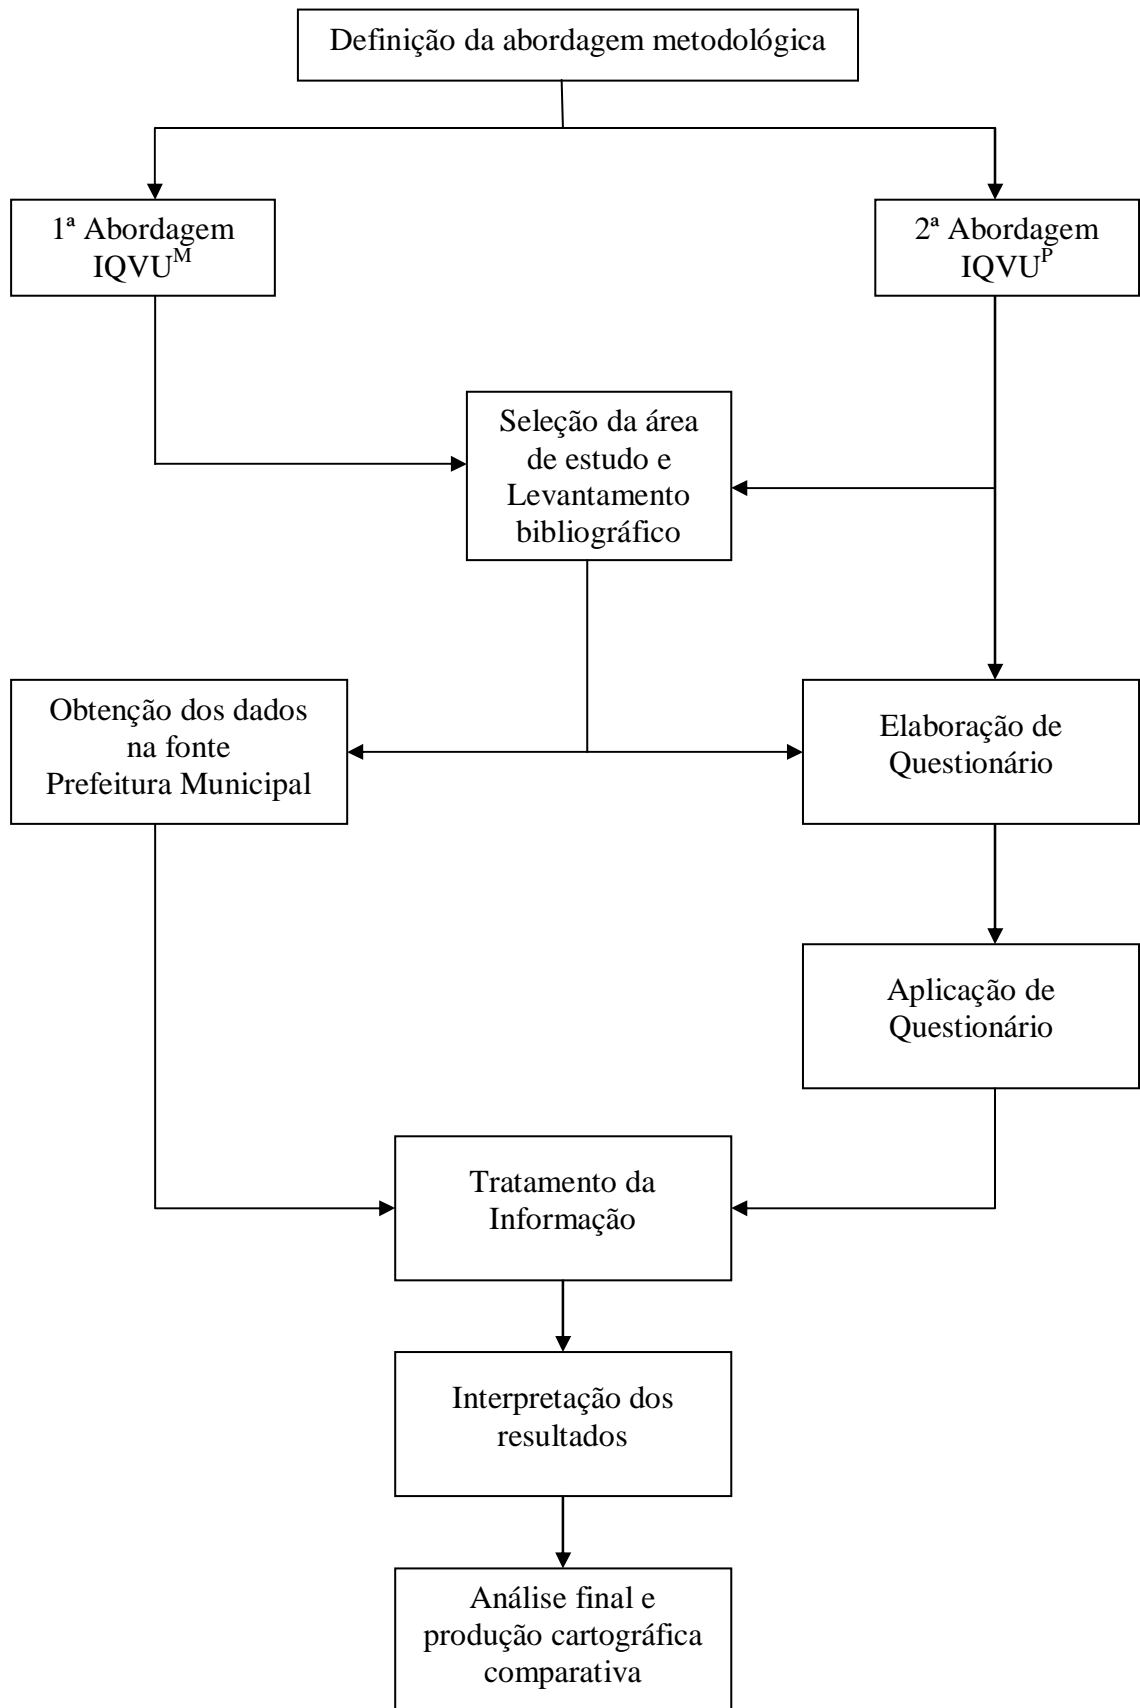 Definição da abordagem metodológica
1ª Abordagem
IQVU^M
2ª Abordagem
IQVU^P
Seleção da área
de estudo e
Levantamento
bibliográfico
Obtenção dos dados
na fonte
Prefeitura Municipal
Elaboração de
Questionário
Aplicação de
Questionário
Tratamento da
Informação
Interpretação dos
resultados
Análise final e
produção cartográfica
comparativa